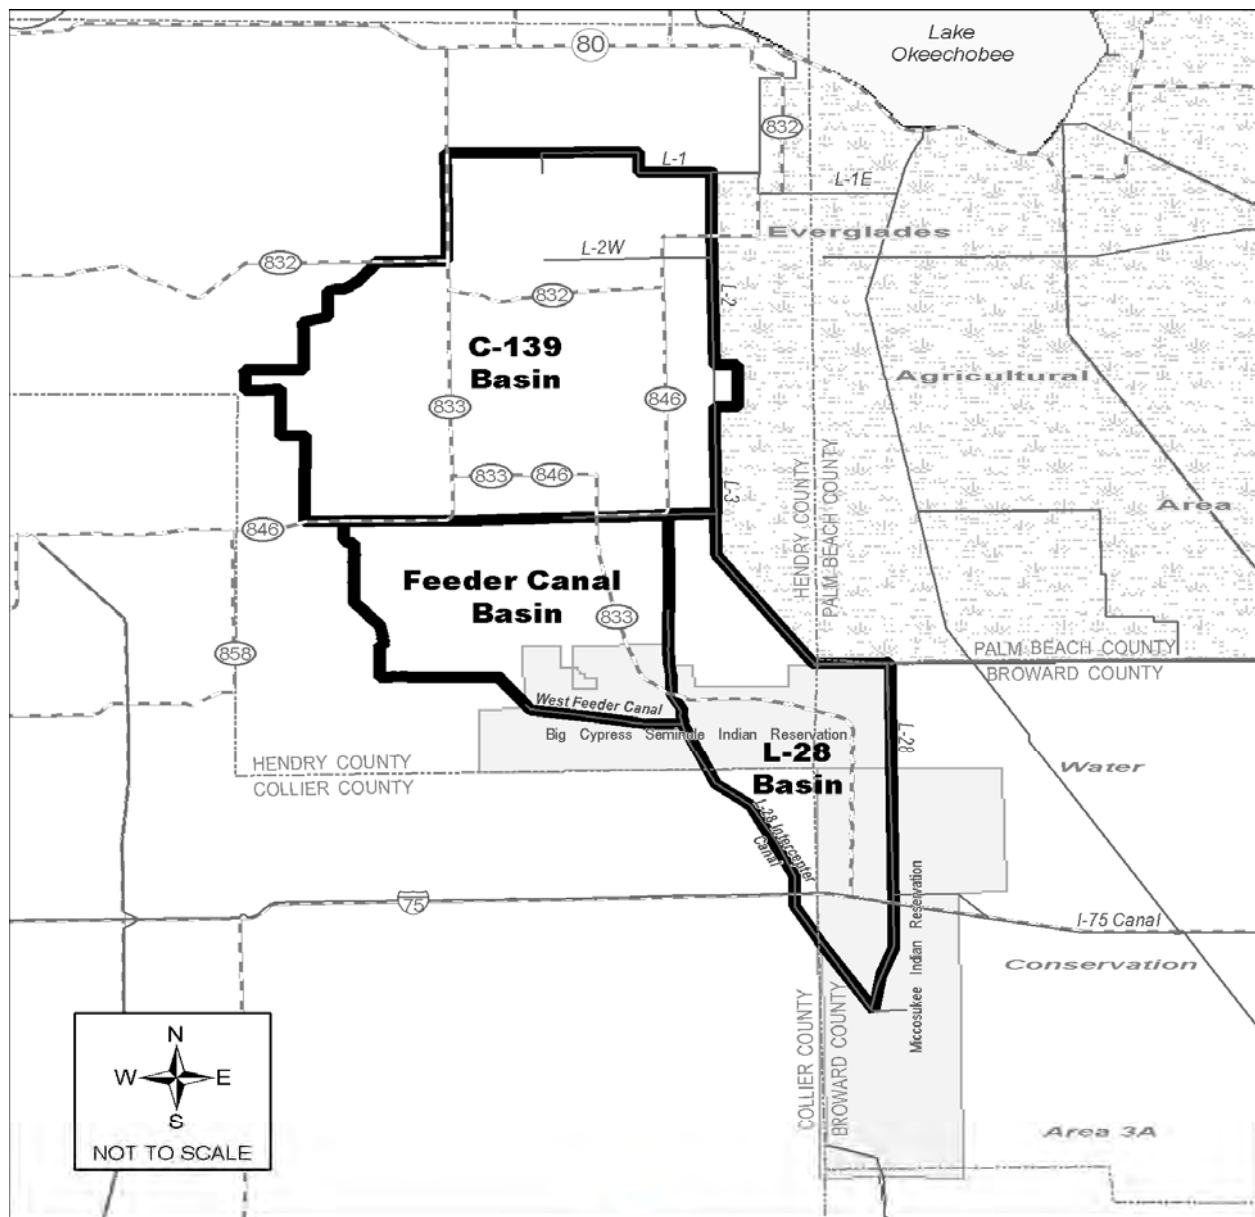 Lake
Okeechobee
80
832
L-1
L-1E
Everglades
L-2W
832
832
L-2
C-139
Basin
Agricultural
833
846
833
846
L-3
HENDRY COUNTY
PALM BEACH COUNTY
Area
846
Feeder Canal
Basin
833
858
PALM BEACH COUNTY
BROWARD COUNTY
West Feeder Canal
Big Cypress Seminole Indian Reservation
L-28
L-28
Basin
HENDRY COUNTY
COLLIER COUNTY
Water
L-28 Intercenter
Canal
75
Miccosukee Indian Reservation
I-75 Canal
Conservation
COLLIER COUNTY
BROWARD COUNTY
N
W E
S
NOT TO SCALE
Area 3A